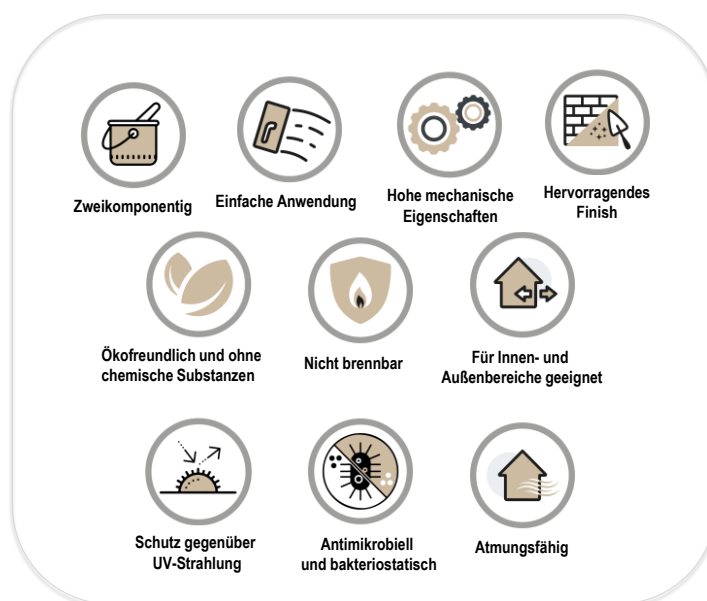 Zweikomponentig
Einfache Anwendung
Hohe mechanische
Eigenschaften
Hervorragendes
Finish
Ökofreundlich und ohne
chemische Substanzen
Nicht brennbar
Für Innen- und
Außenbereiche geeignet
Schutz gegenüber
UV-Strahlung
Antimikrobiell
und bakteriostatisch
Atmungsfähig